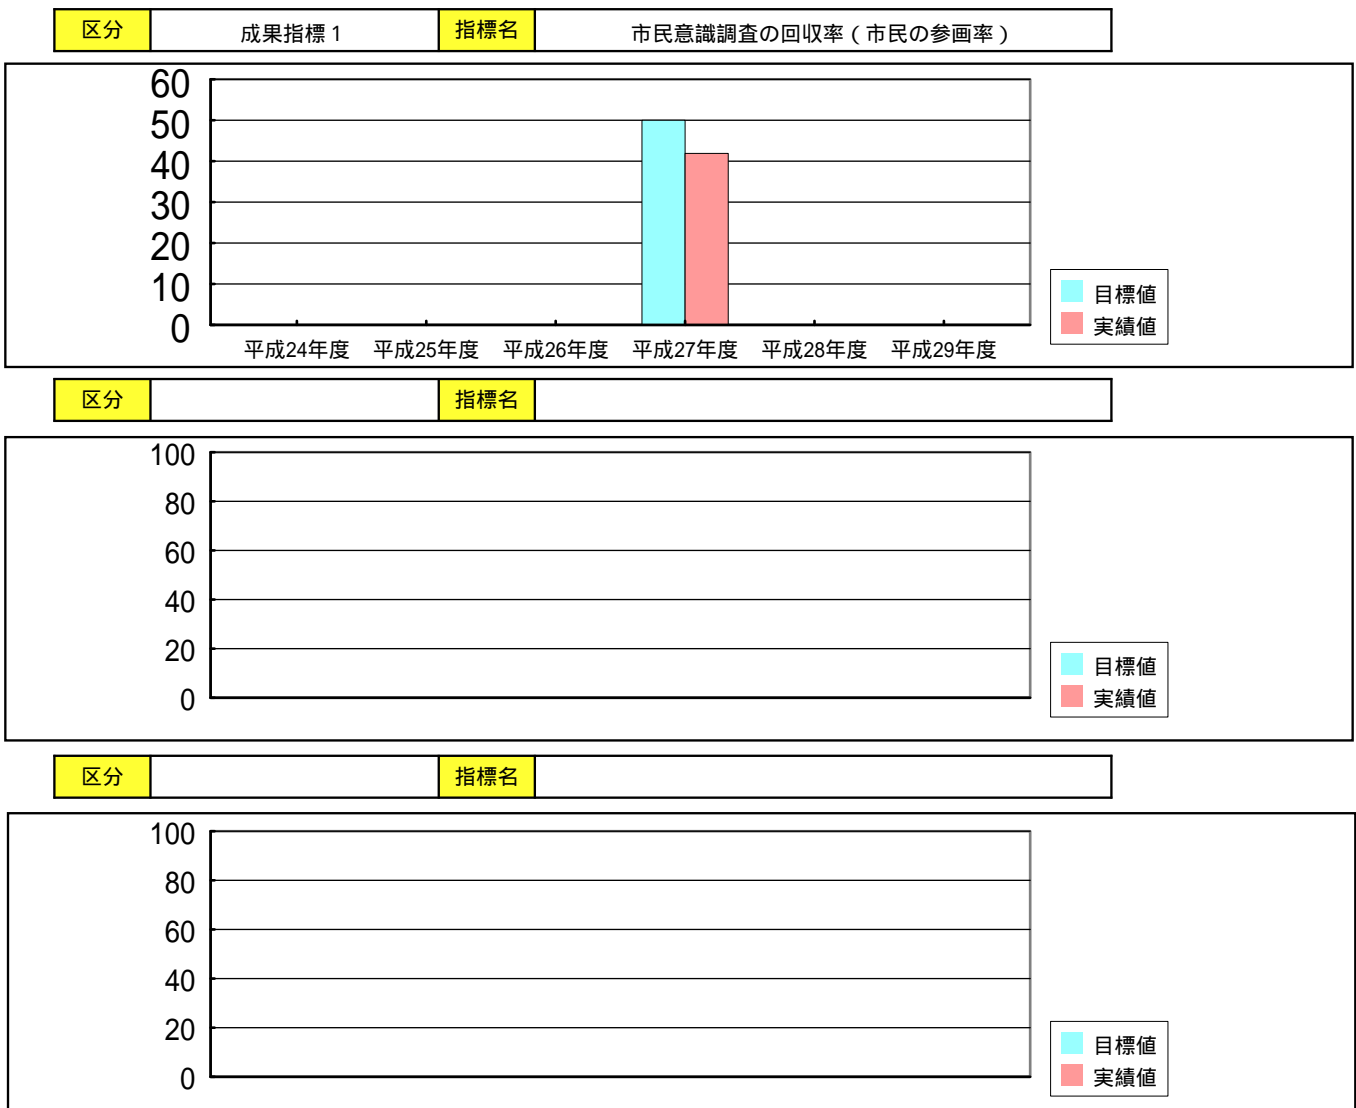 区分 成果指標１ 指標名 市民意識調査の回収率（市民の参画率）
60
50
40
30
20
10
0
平成24年度 平成25年度 平成26年度 平成27年度 平成28年度 平成29年度
目標値
実績値
区分 指標名
100
80
60
40
20
0
目標値
実績値
区分 指標名
100
80
60
40
20
0
目標値
実績値